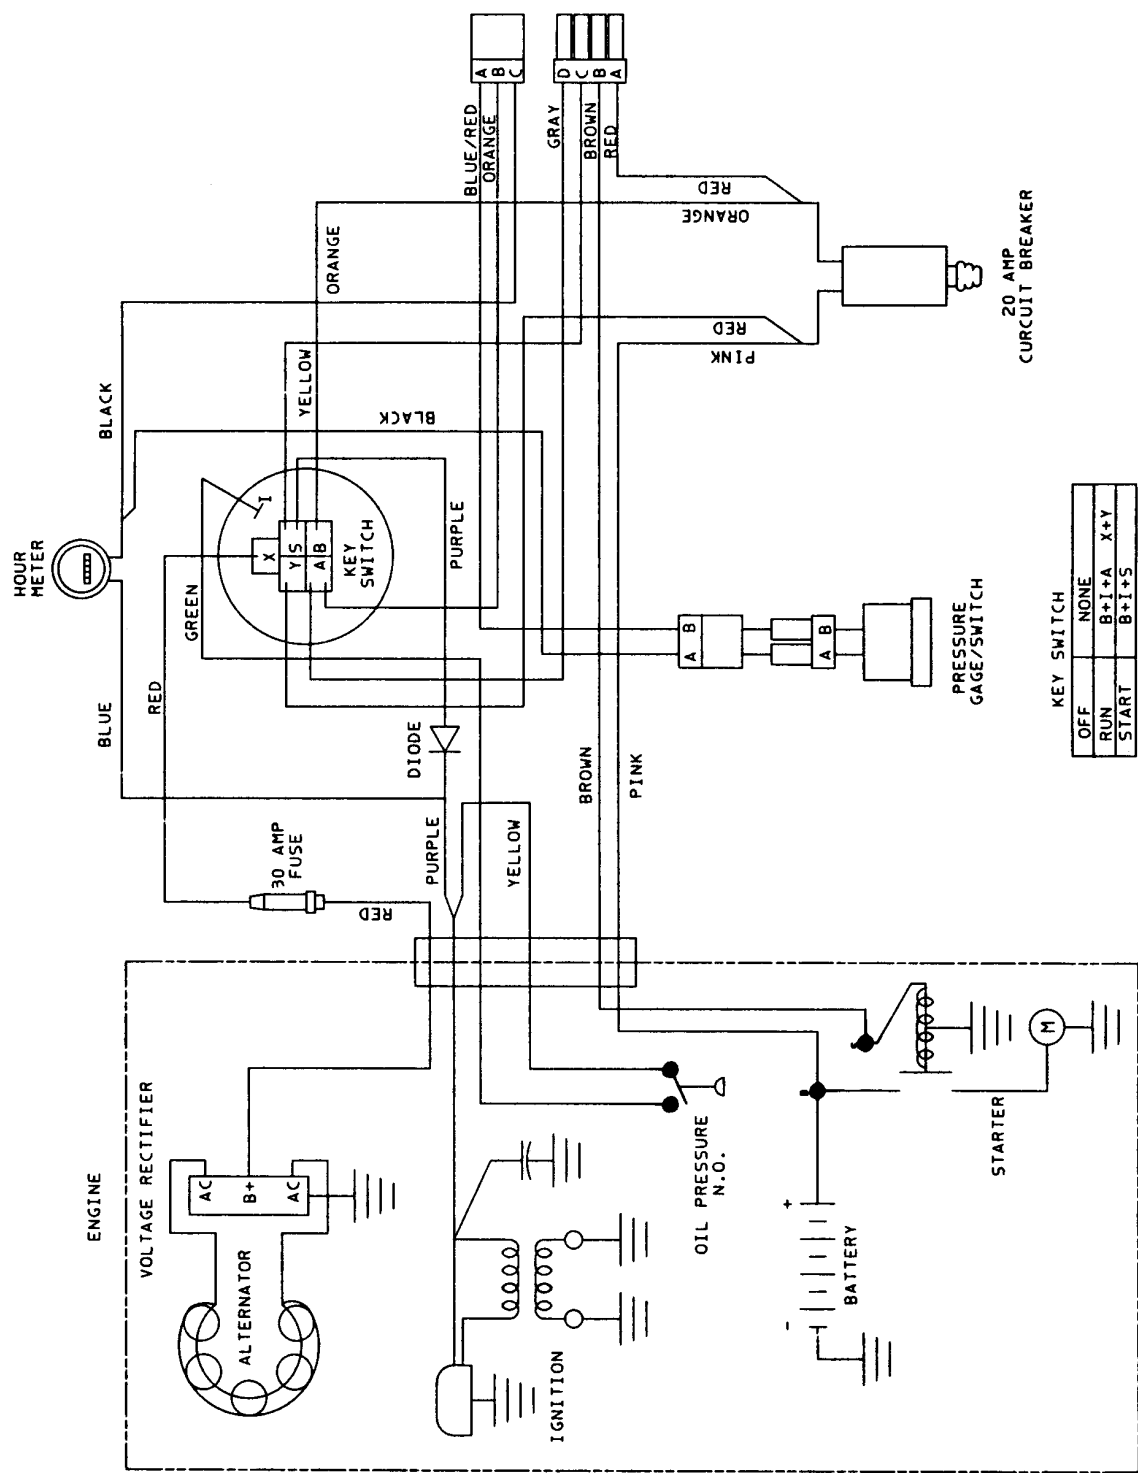 ENGINE
VOLTAGE RECTIFIER
ALTERNATOR
AC
B+
AC
IGNITION
OIL PRESSURE
N.O.
- +
BATTERY
STARTER
M
RED
30 AMP
FUSE
RED
BLUE
HOUR
METER
BLACK
GREEN
X
Y S
A B
I
KEY
SWITCH
YELLOW
ORANGE
PURPLE
DIODE
PURPLE
YELLOW
BLACK
BROWN
PINK
A B
A B
PRESSURE
GAGE/SWITCH
BLUE/RED
ORANGE
A
B
C
GRAY
BROWN
RED
D
C
B
A
RED
ORANGE
RED
PINK
20 AMP
CURCUIT BREAKER
KEY SWITCH
OFF NONE
RUN B+I+A X+Y
START B+I+S